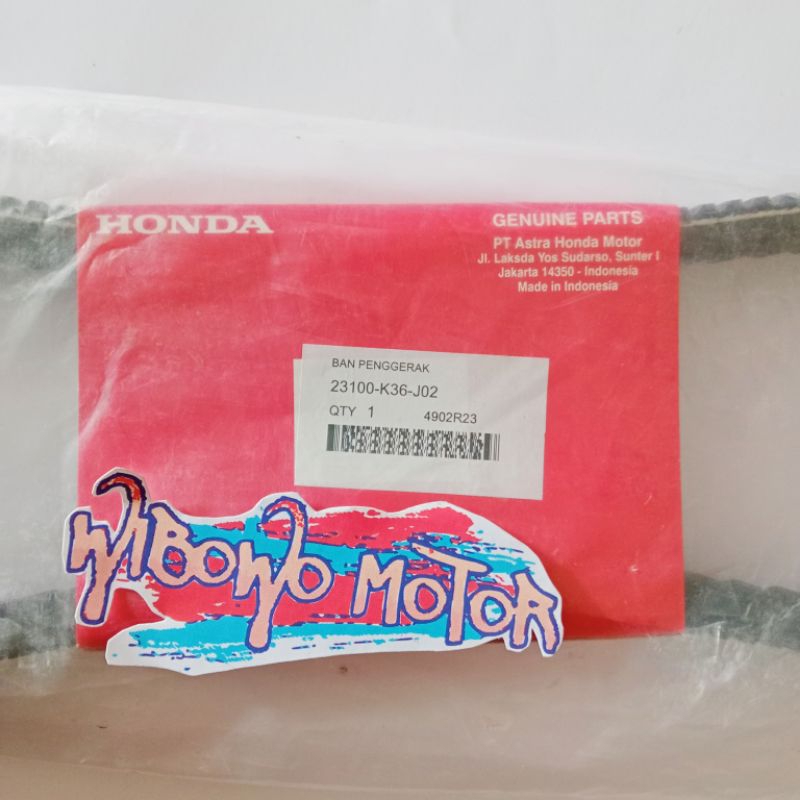 HONDA
GENUINE PARTS
PT Astra Honda Motor
Jl. Laksda Yos Sudarso, Sunter I
Jakarta 14350 - Indonesia
Made in Indonesia
BAN PENGGERAK
23100-K36-J02
QTY 1 4902R23
WIBOWO MOTOR